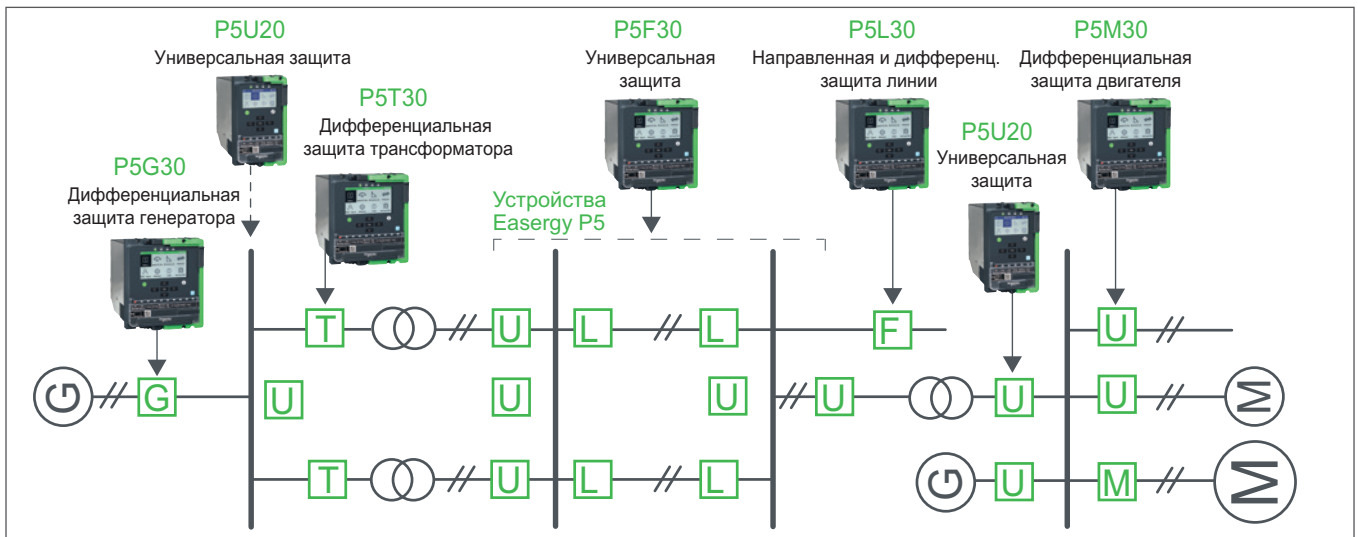 P5U20
Универсальная защита
P5F30
Универсальная
защита
P5L30
Направленная и дифференц.
защита линии
P5M30
Дифференциальная
защита двигателя
P5T30
Дифференциальная
защита трансформатора
P5G30
Дифференциальная
защита генератора
P5U20
Универсальная
защита
Устройства
Easergy P5
T U L L F U
G G U U U U U U M
T U L L G U M M